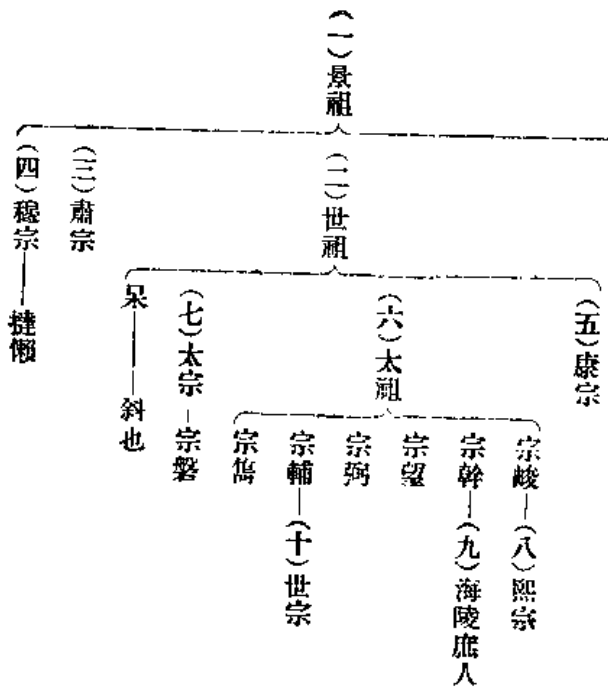 (一)景祖
(五)康宗
(二)世祖
(三)肅宗
(四)穆宗——撻懶
(六)太祖
(七)太宗—宗磐
杲——斜也
宗峻—(八)熙宗
宗幹—(九)海陵庶人
宗望
宗弼
宗輔—(十)世宗
宗雋